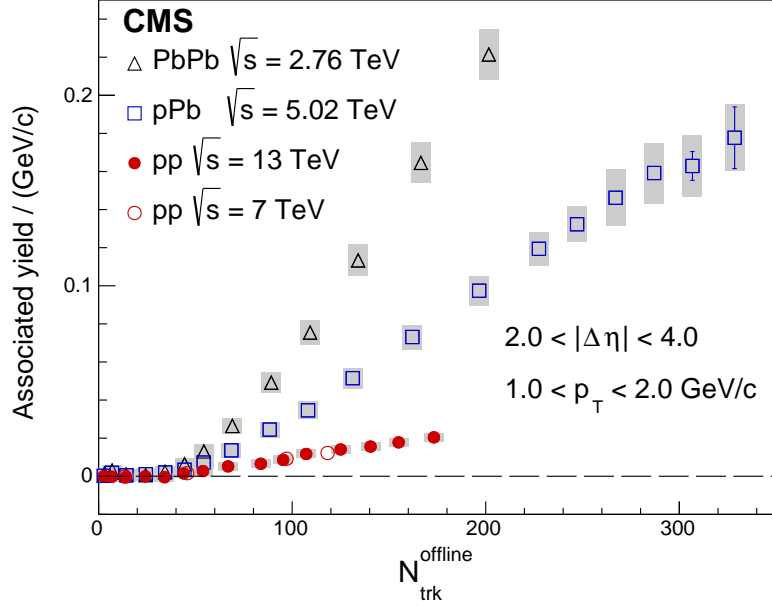 CMS
PbPb √s = 2.76 TeV
pPb √s = 5.02 TeV
pp √s = 13 TeV
pp √s = 7 TeV
2.0 < |Δη| < 4.0
1.0 < p_T < 2.0 GeV/c
Associated yield / (GeV/c)
0.2
0.1
0
0 100 200 300
N_trk^offline